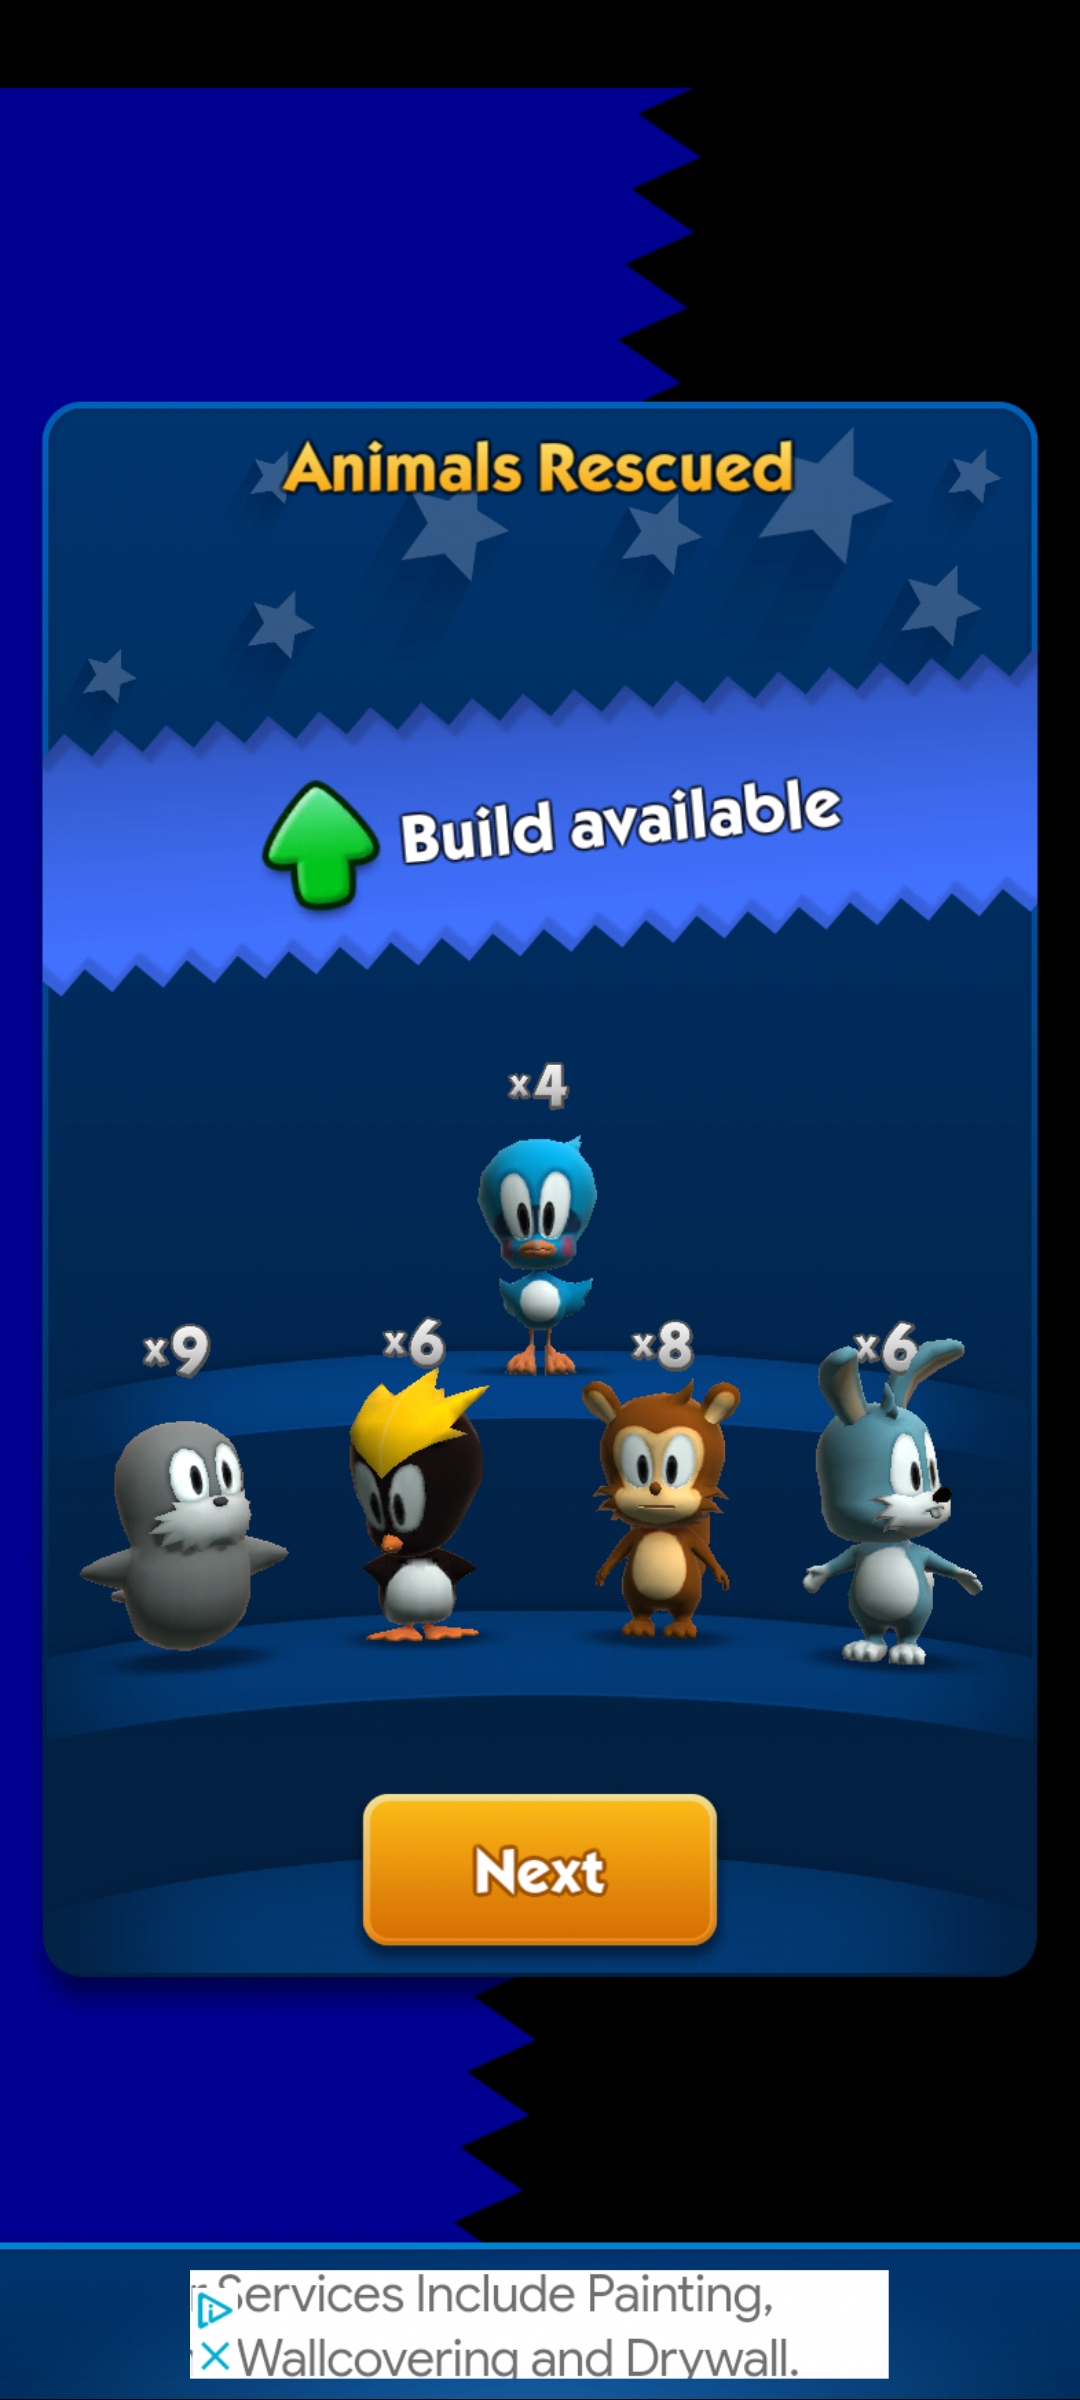 Animals Rescued
Build available
x4
x9
x6
x8
x6
Next
Services Include Painting,
Wallcovering and Drywall.